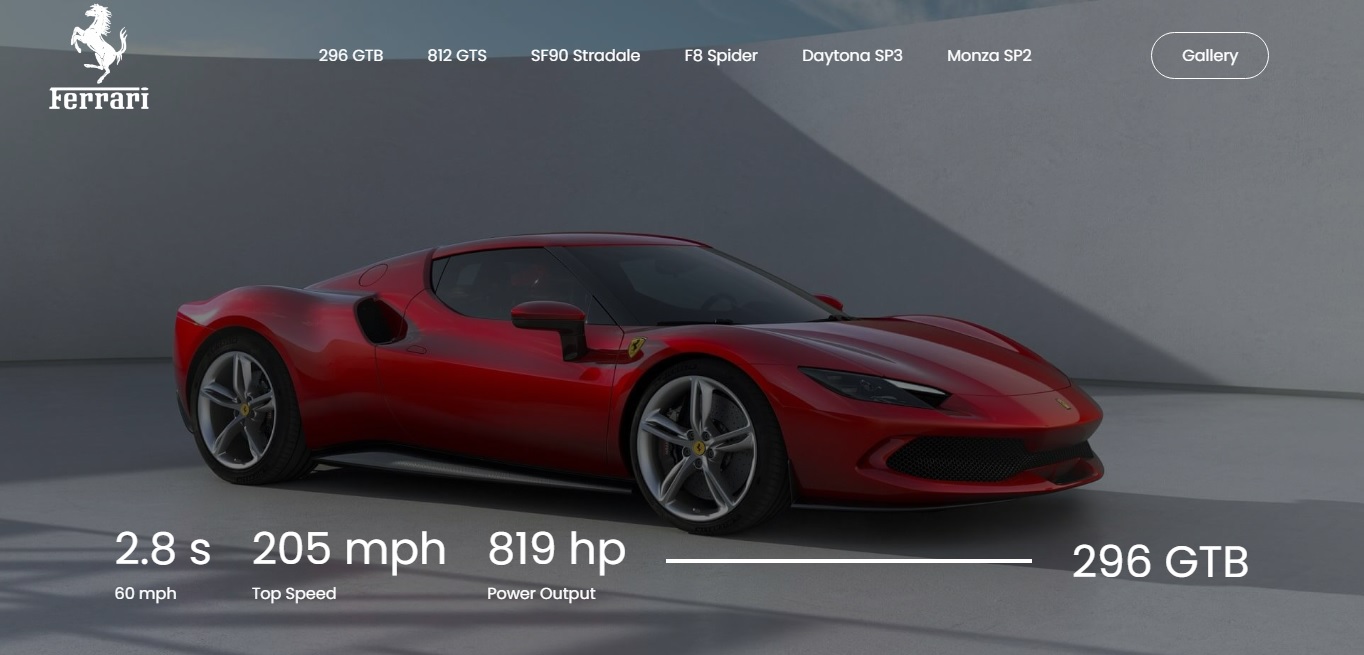 Ferrari
296 GTB
812 GTS
SF90 Stradale
F8 Spider
Daytona SP3
Monza SP2
Gallery
2.8 s
60 mph
205 mph
Top Speed
819 hp
Power Output
296 GTB